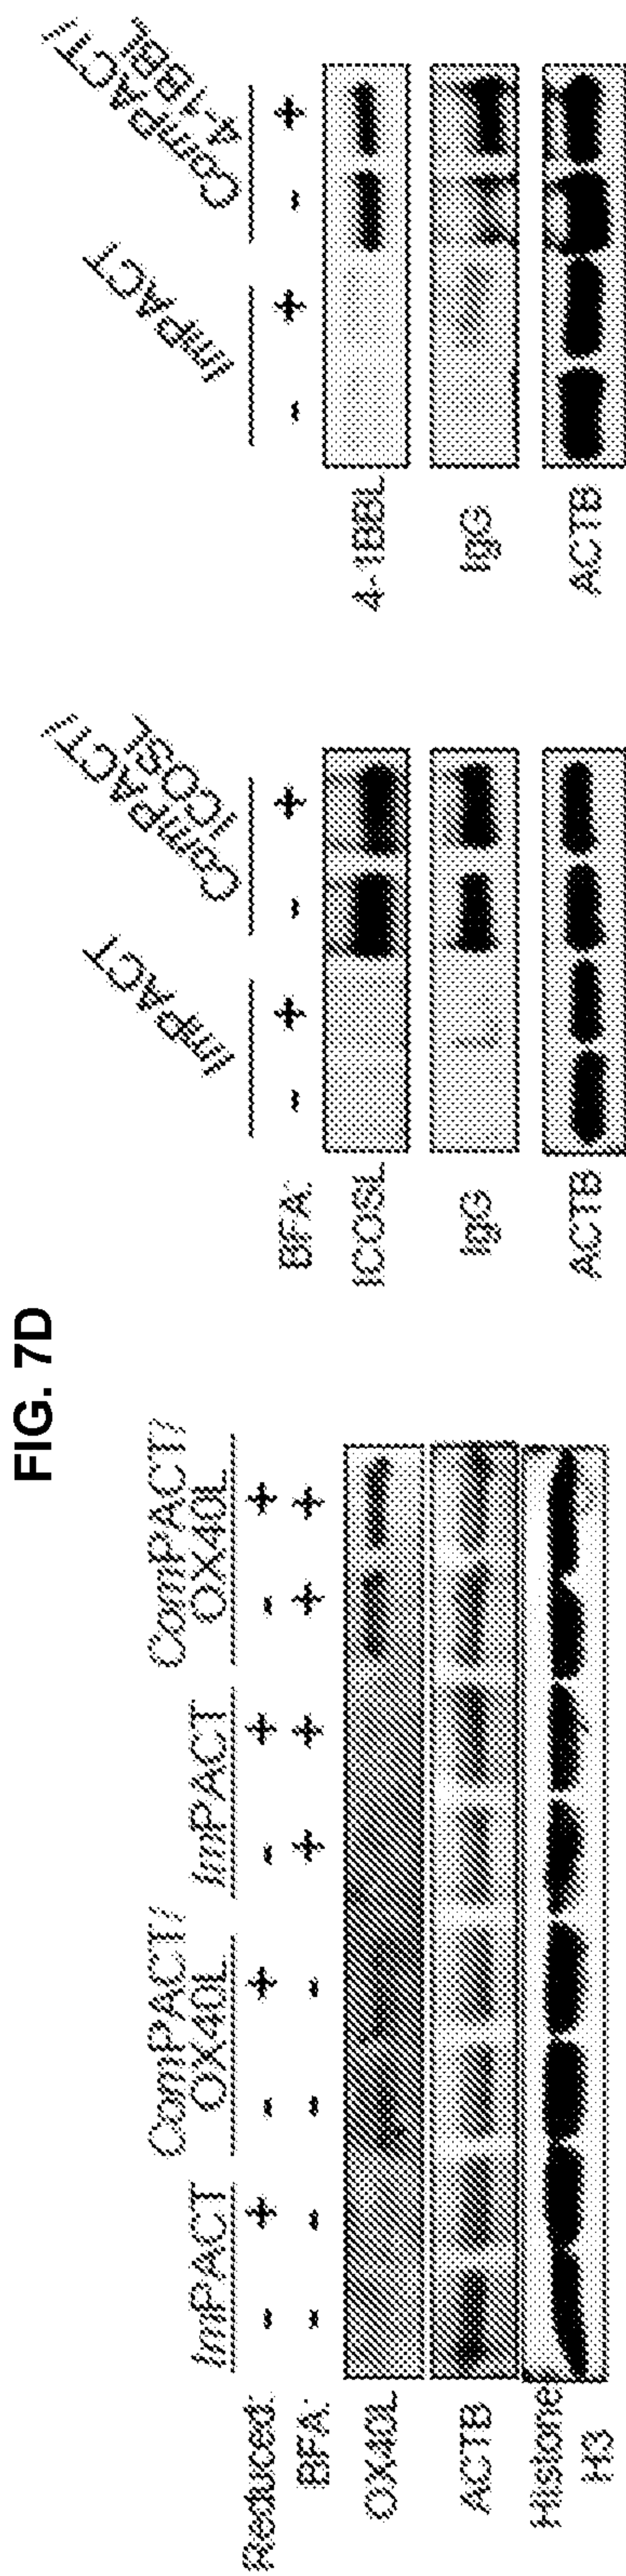 FIG. 7D
ImPACT
ComPACT/
OX40L
ImPACT
ComPACT/
OX40L
Reduced: - + - + - + - +
BFA: - - - - + + + +
OX40L
ACTB
Histone
H3
ImPACT
ComPACT/
ICOSL
BFA: - + - +
ICOSL
IgG
ACTB
ImPACT
ComPACT/
4-1BBL
- + - +
4-1BBL
IgG
ACTB